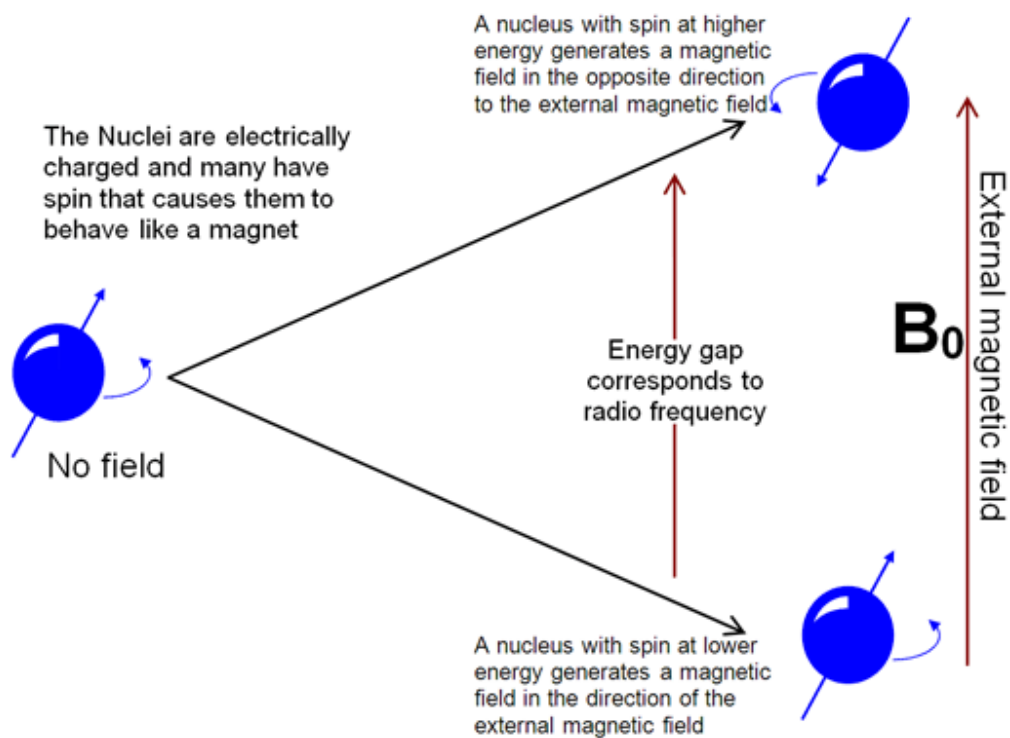 A nucleus with spin at higher
energy generates a magnetic
field in the opposite direction
to the external magnetic field
The Nuclei are electrically
charged and many have
spin that causes them to
behave like a magnet
No field
Energy gap
corresponds to
radio frequency
B₀
External magnetic field
A nucleus with spin at lower
energy generates a magnetic
field in the direction of the
external magnetic field